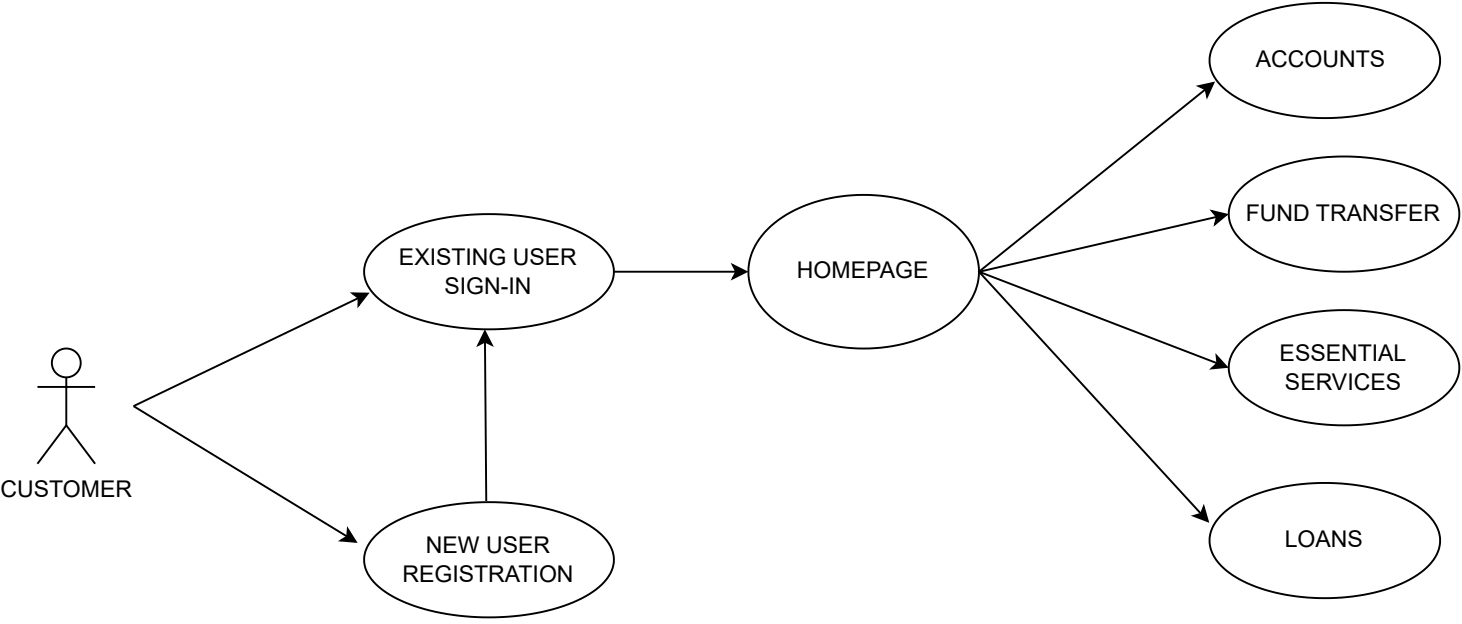 CUSTOMER
EXISTING USER
SIGN-IN
NEW USER
REGISTRATION
HOMEPAGE
ACCOUNTS
FUND TRANSFER
ESSENTIAL
SERVICES
LOANS